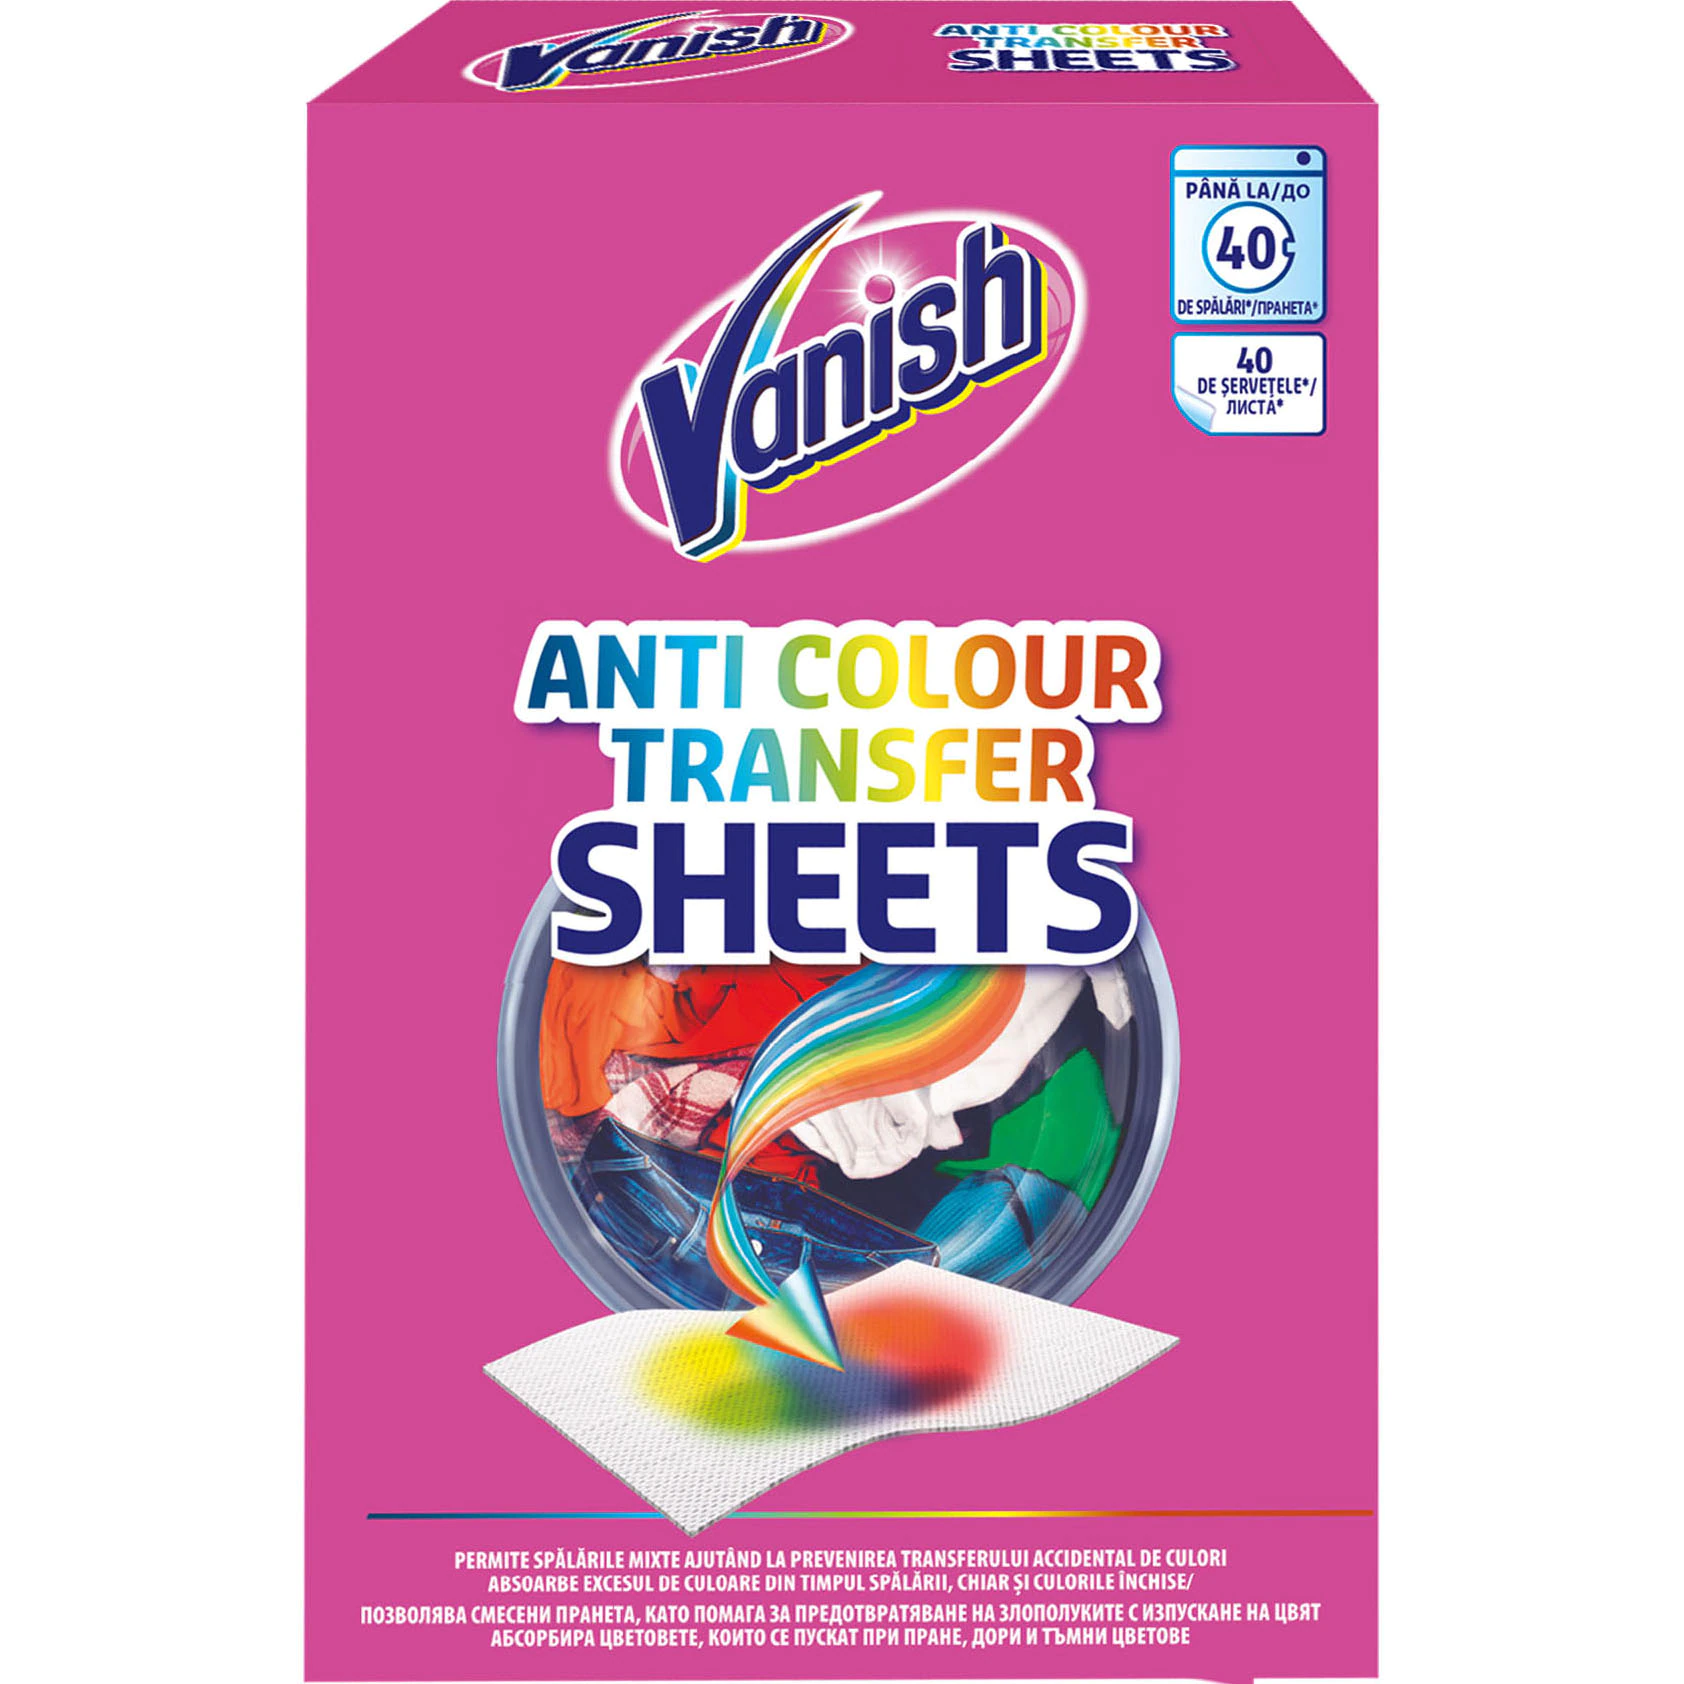 Vanish
ANTI COLOUR
TRANSFER
SHEETS
PÂNĂ LA/ДО
40
DE SPĂLĂRI*/ПРАНЕТА*
40
DE ȘERVEȚELE*/
ЛИСТА*
Vanish
ANTI COLOUR
TRANSFER
SHEETS
PERMITE SPĂLĂRILE MIXTE AJUTÂND LA PREVENIREA TRANSFERULUI ACCIDENTAL DE CULORI
ABSOARBE EXCESUL DE CULOARE DIN TIMPUL SPĂLĂRII, CHIAR ȘI CULORILE ÎNCHISE/
ПОЗВОЛЯВА СМЕСЕНИ ПРАНЕТА, КАТО ПОМАГА ЗА ПРЕДОТВРАТЯВАНЕ НА ЗЛОПОЛУКИТЕ С ИЗПУСКАНЕ НА ЦВЯТ
АБСОРБИРА ЦВЕТОВЕТЕ, КОИТО СЕ ПУСКАТ ПРИ ПРАНЕ, ДОРИ И ТЪМНИ ЦВЕТОВЕ